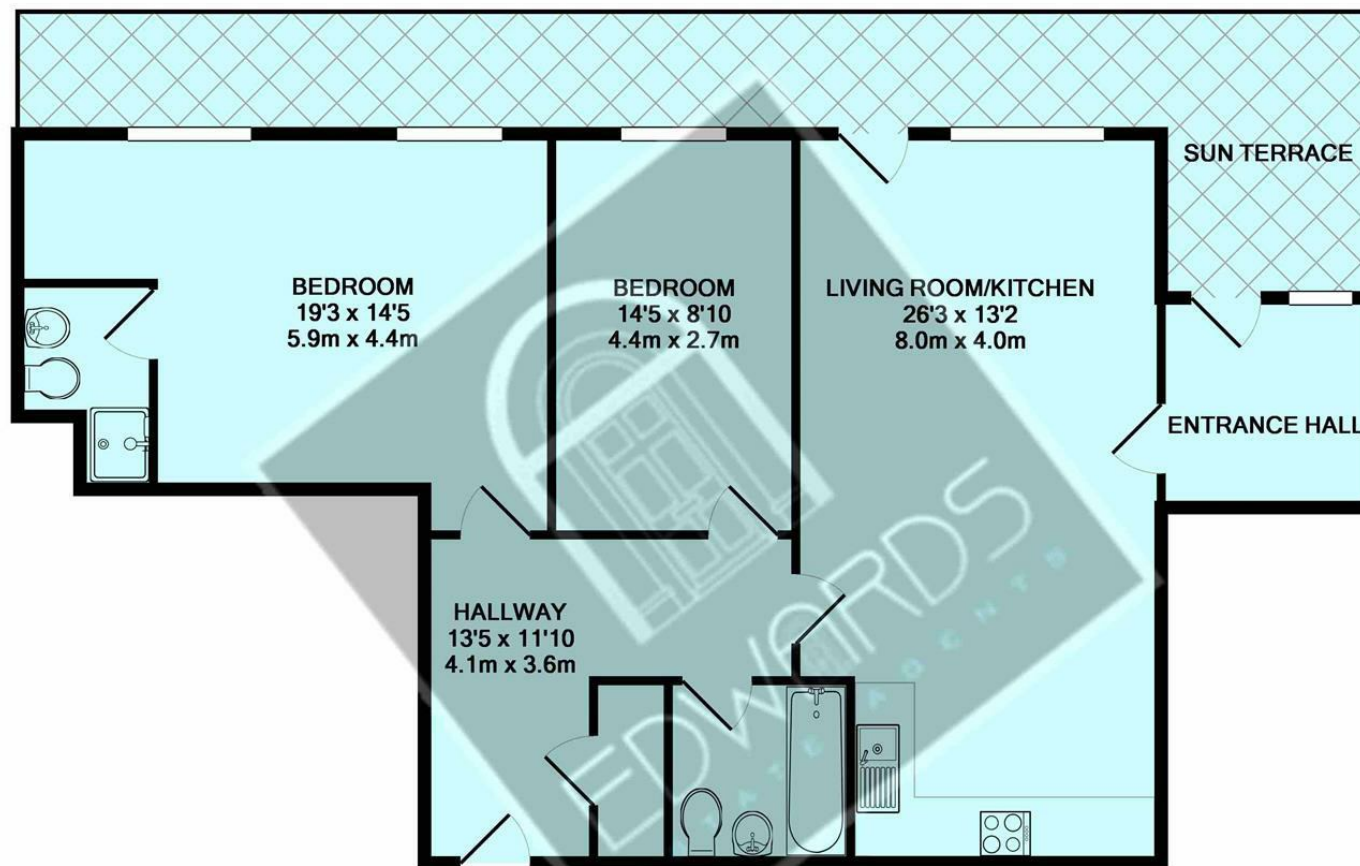 SUN TERRACE
BEDROOM
19'3 x 14'5
5.9m x 4.4m
BEDROOM
14'5 x 8'10
4.4m x 2.7m
LIVING ROOM/KITCHEN
26'3 x 13'2
8.0m x 4.0m
ENTRANCE HALL
HALLWAY
13'5 x 11'10
4.1m x 3.6m
EDWARDS
ESTATE AGENTS